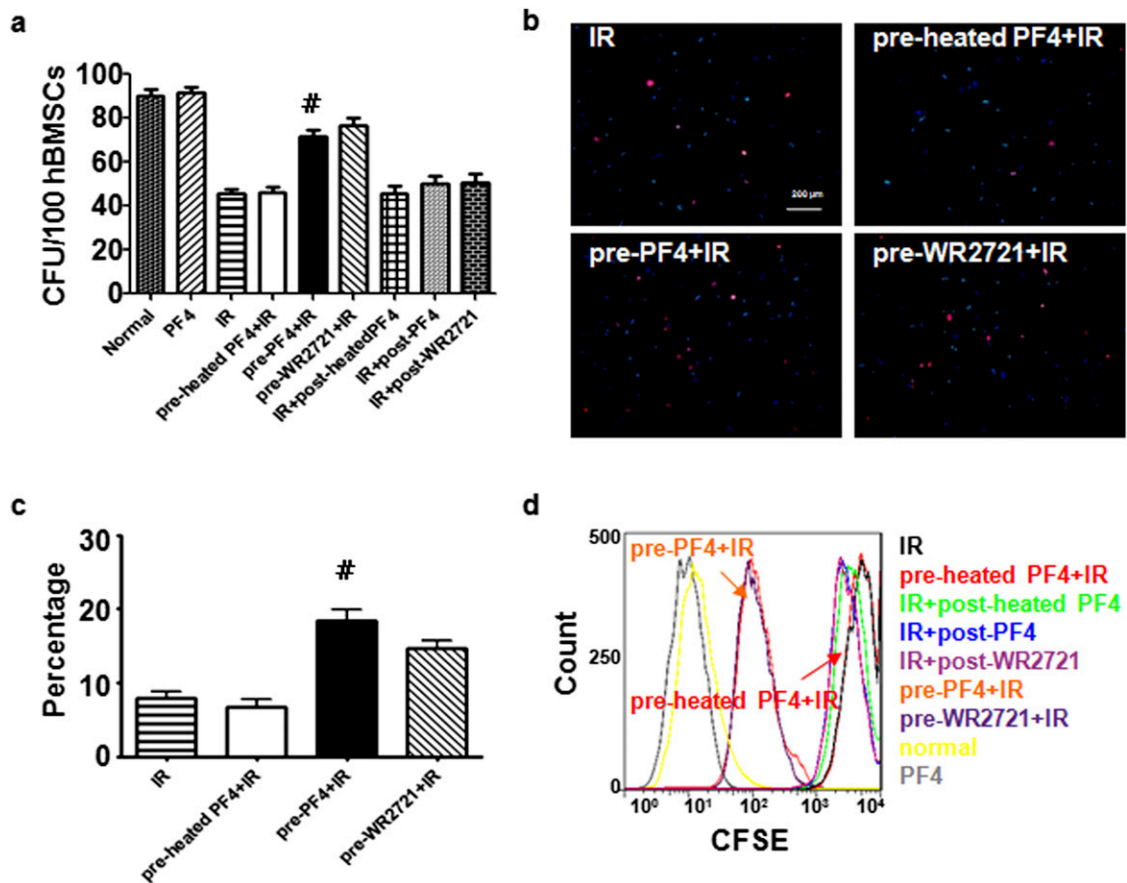 a
CFU/100 hBMSCs
100
80
60
40
20
0
#
Normal
PF4
IR
pre-heated PF4+IR
pre-PF4+IR
pre-WR2721+IR
IR+post-heatedPF4
IR+post-PF4
IR+post-WR2721
b
IR
200 µm
pre-heated PF4+IR
pre-PF4+IR
pre-WR2721+IR
c
Percentage
30
20
10
0
#
IR
pre-heated PF4+IR
pre-PF4+IR
pre-WR2721+IR
d
Count
500
250
0
pre-PF4+IR
pre-heated PF4+IR
10⁰ 10¹ 10² 10³ 10⁴
CFSE
IR
pre-heated PF4+IR
IR+post-heated PF4
IR+post-PF4
IR+post-WR2721
pre-PF4+IR
pre-WR2721+IR
normal
PF4